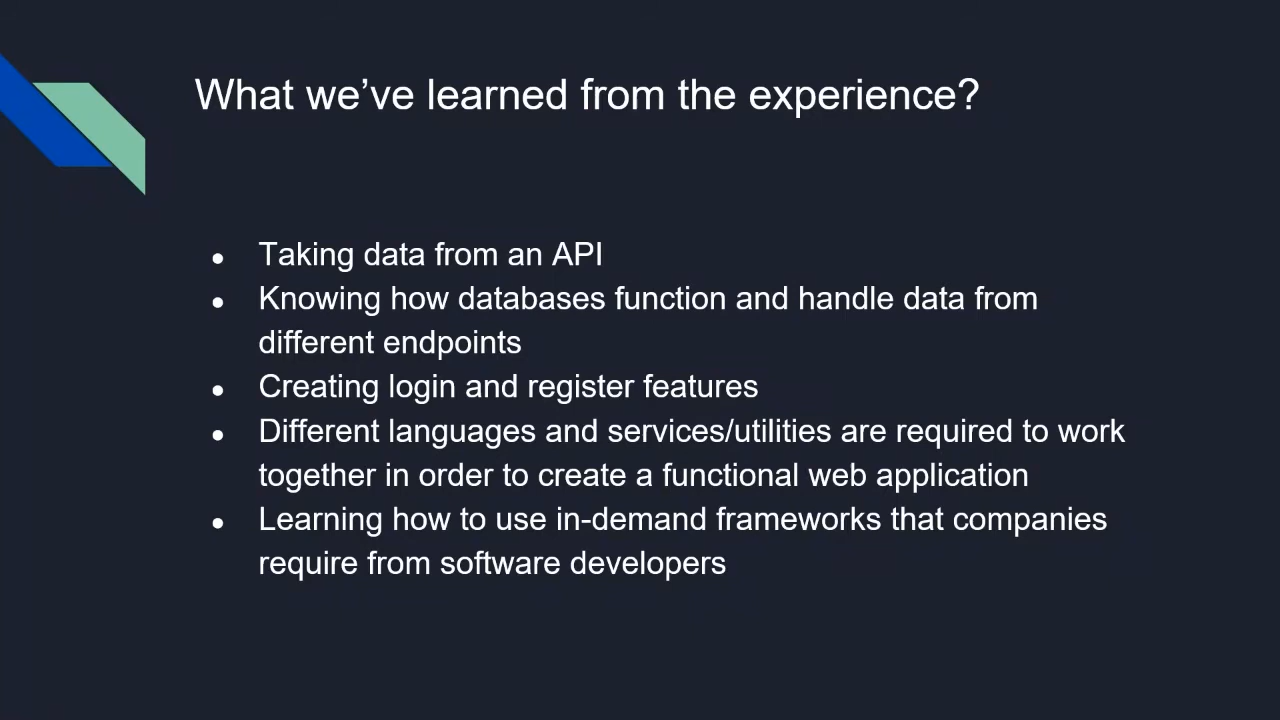 What we’ve learned from the experience?
● Taking data from an API
● Knowing how databases function and handle data from
different endpoints
● Creating login and register features
● Different languages and services/utilities are required to work
together in order to create a functional web application
● Learning how to use in-demand frameworks that companies
require from software developers